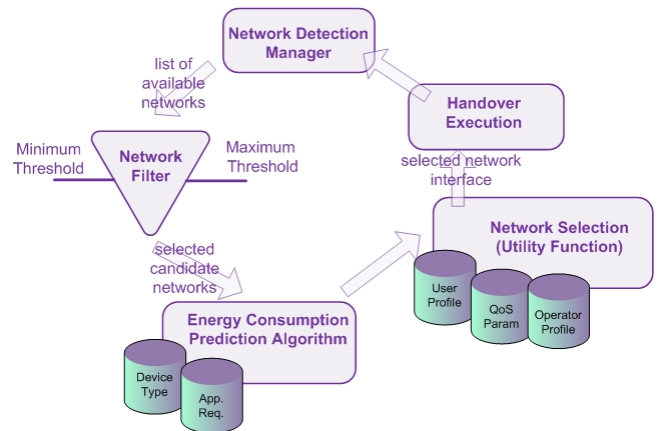 Network Detection
Manager
list of
available
networks
Handover
Execution
Minimum
Threshold
Network
Filter
Maximum
Threshold
selected network
interface
Network Selection
(Utility Function)
selected
candidate
networks
User
Profile
QoS
Param
Operator
Profile
Energy Consumption
Prediction Algorithm
Device
Type
App.
Req.